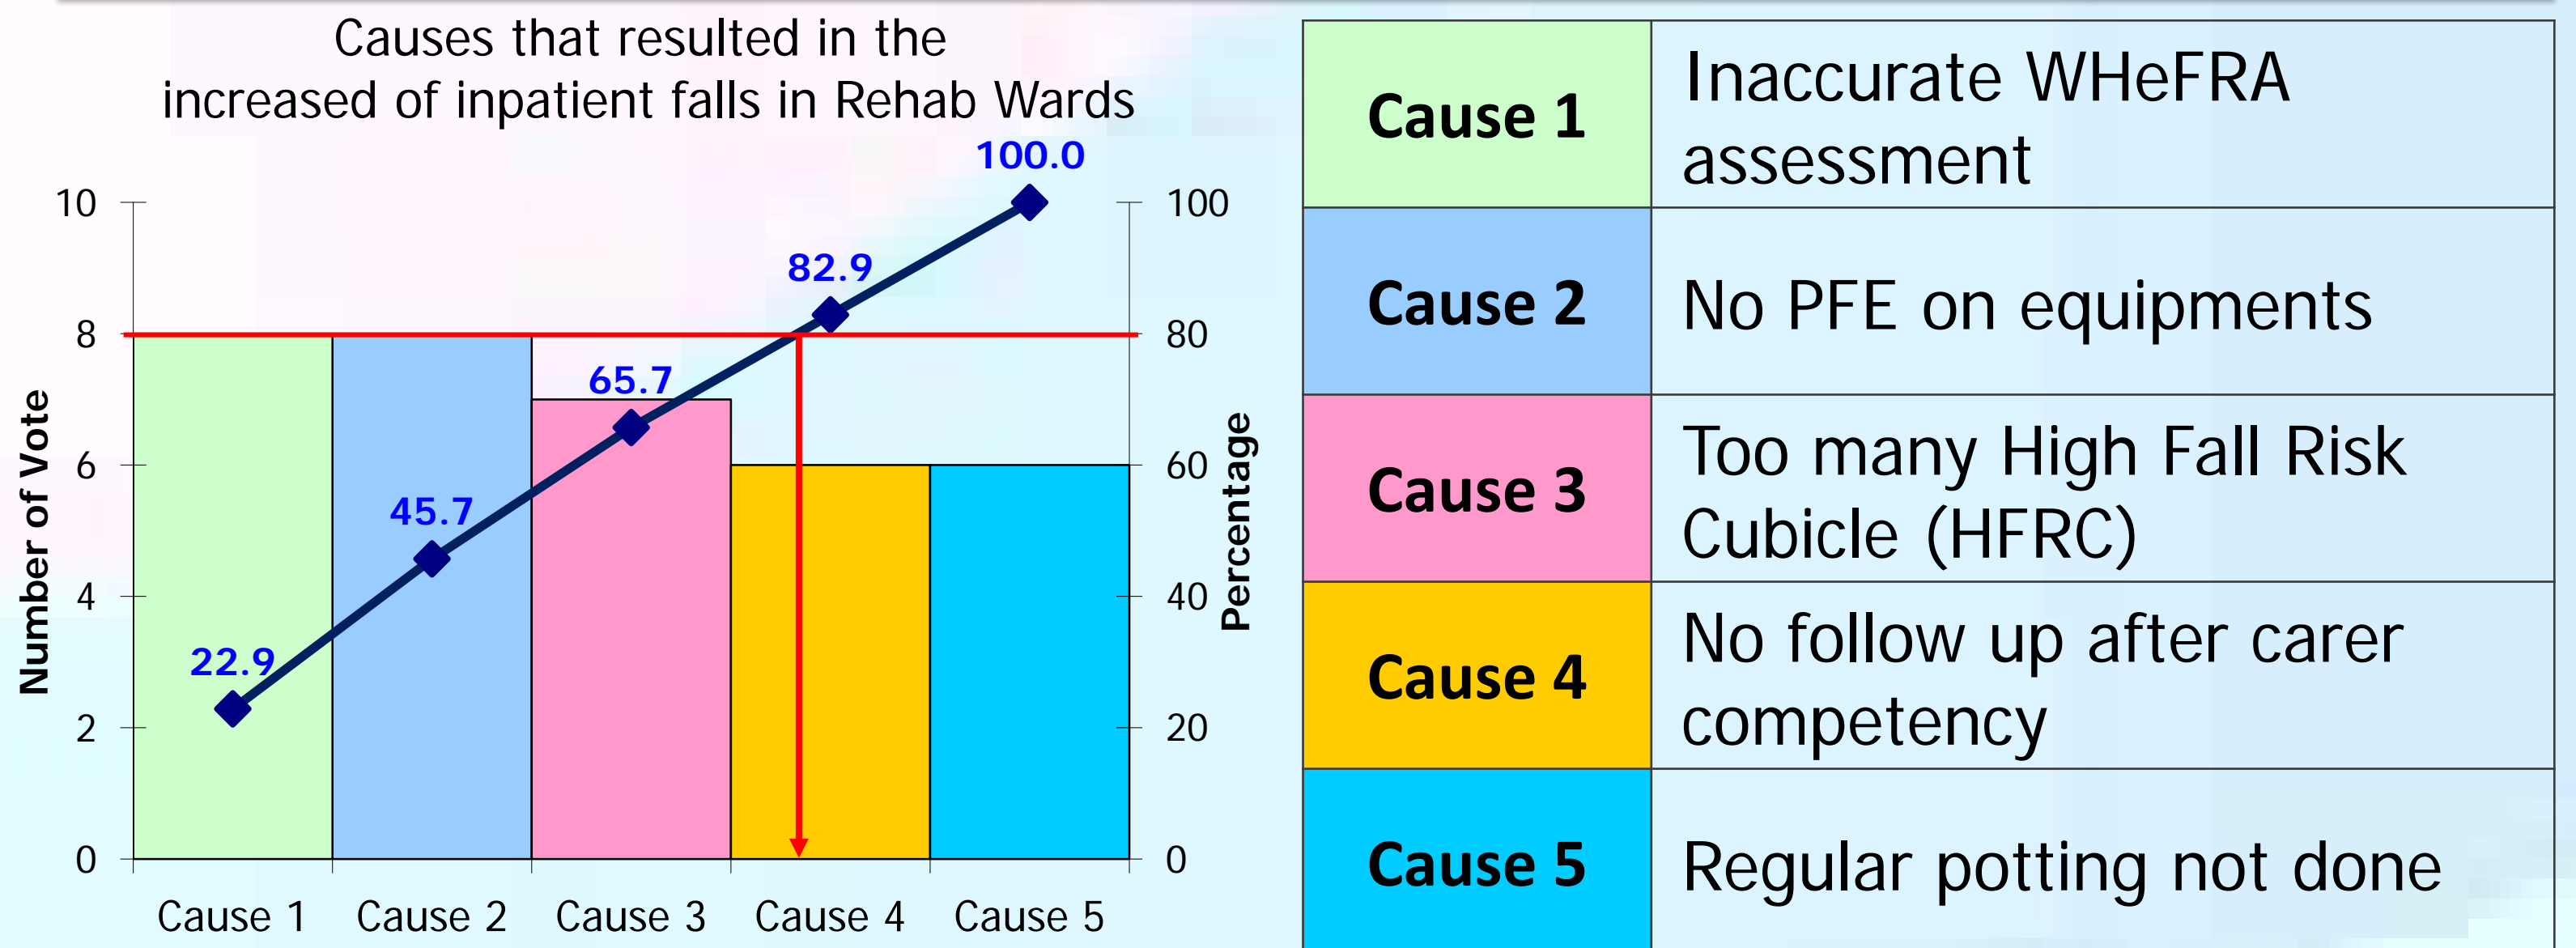 Causes that resulted in the
increased of inpatient falls in Rehab Wards
100.0
82.9
65.7
45.7
22.9
10
8
6
4
2
0
Number of Vote
100
80
60
40
20
0
Percentage
Cause 1 Cause 2 Cause 3 Cause 4 Cause 5
Cause 1
Inaccurate WHeFRA
assessment
Cause 2
No PFE on equipments
Cause 3
Too many High Fall Risk
Cubicle (HFRC)
Cause 4
No follow up after carer
competency
Cause 5
Regular potting not done